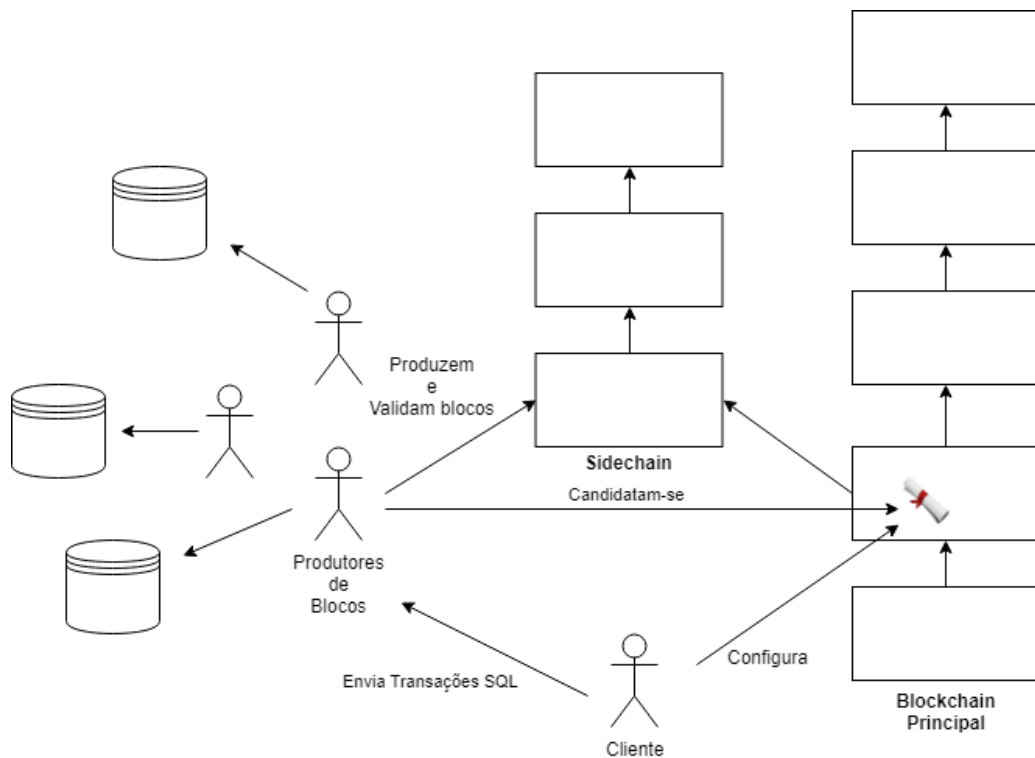 Produzem
e
Validam blocos
Sidechain
Candidatam-se
Produtores
de
Blocos
Configura
Envia Transações SQL
Blockchain
Principal
Cliente